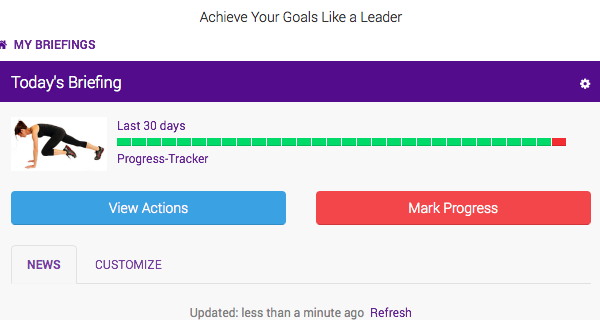 Achieve Your Goals Like a Leader
MY BRIEFINGS
Today's Briefing
Last 30 days
Progress-Tracker
View Actions
Mark Progress
NEWS
CUSTOMIZE
Updated: less than a minute ago Refresh